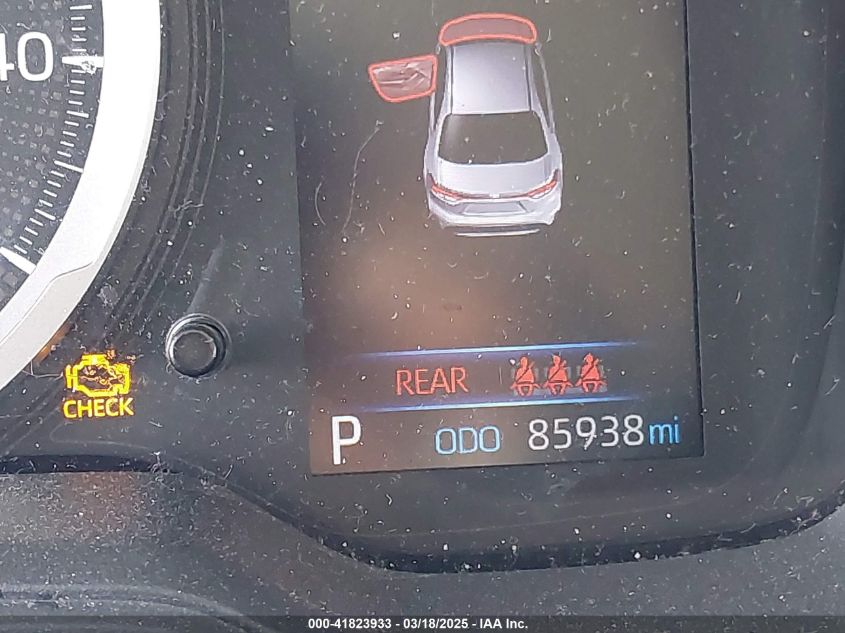 40
CHECK
REAR
P ODO 85938 mi
000-41823933 - 03/18/2025 - IAA Inc.